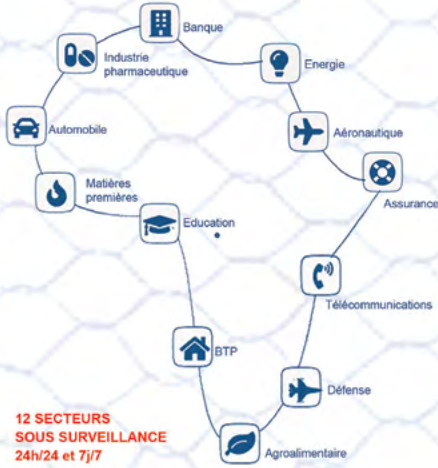 Banque
Industrie
pharmaceutique
Energie
Automobile
Aéronautique
Matières
premières
Assurance
Education
Télécommunications
BTP
Défense
12 SECTEURS
SOUS SURVEILLANCE
24h/24 et 7j/7
Agroalimentaire